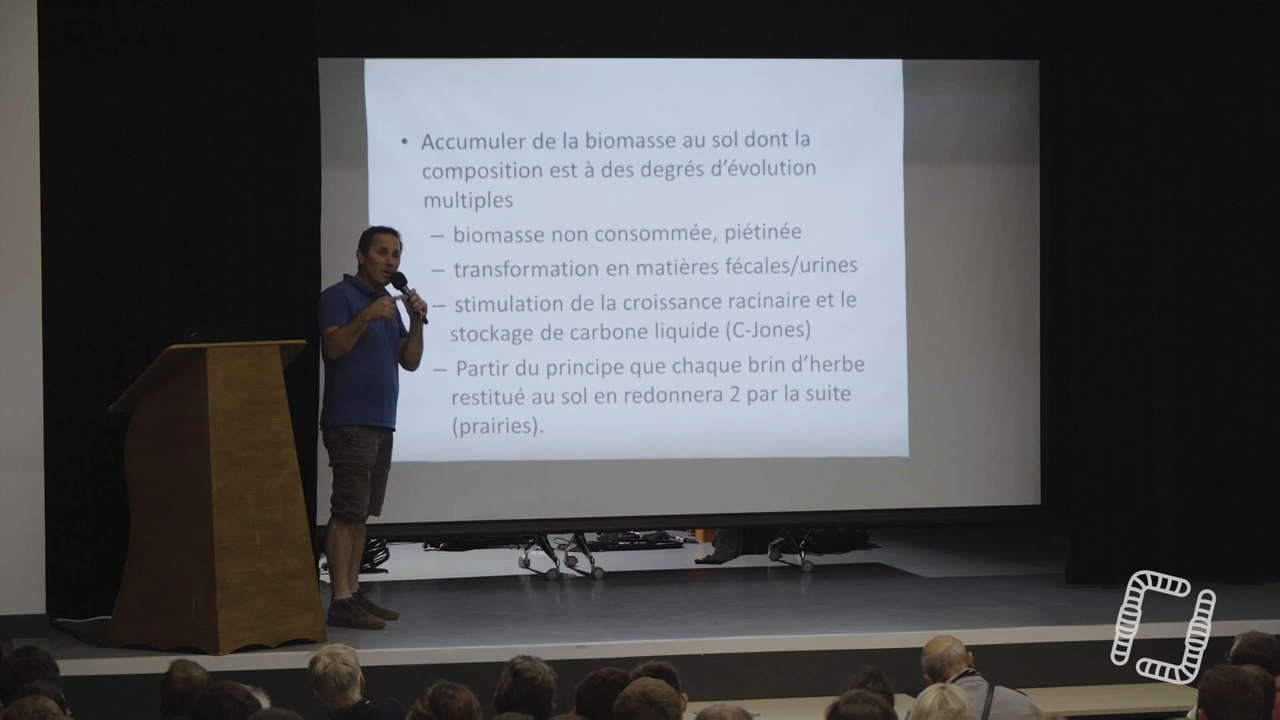 • Accumuler de la biomasse au sol dont la
composition est à des degrés d’évolution
multiples
– biomasse non consommée, piétinée
– transformation en matières fécales/urines
– stimulation de la croissance racinaire et le
stockage de carbone liquide (C-Jones)
– Partir du principe que chaque brin d’herbe
restitué au sol en redonnera 2 par la suite
(prairies).